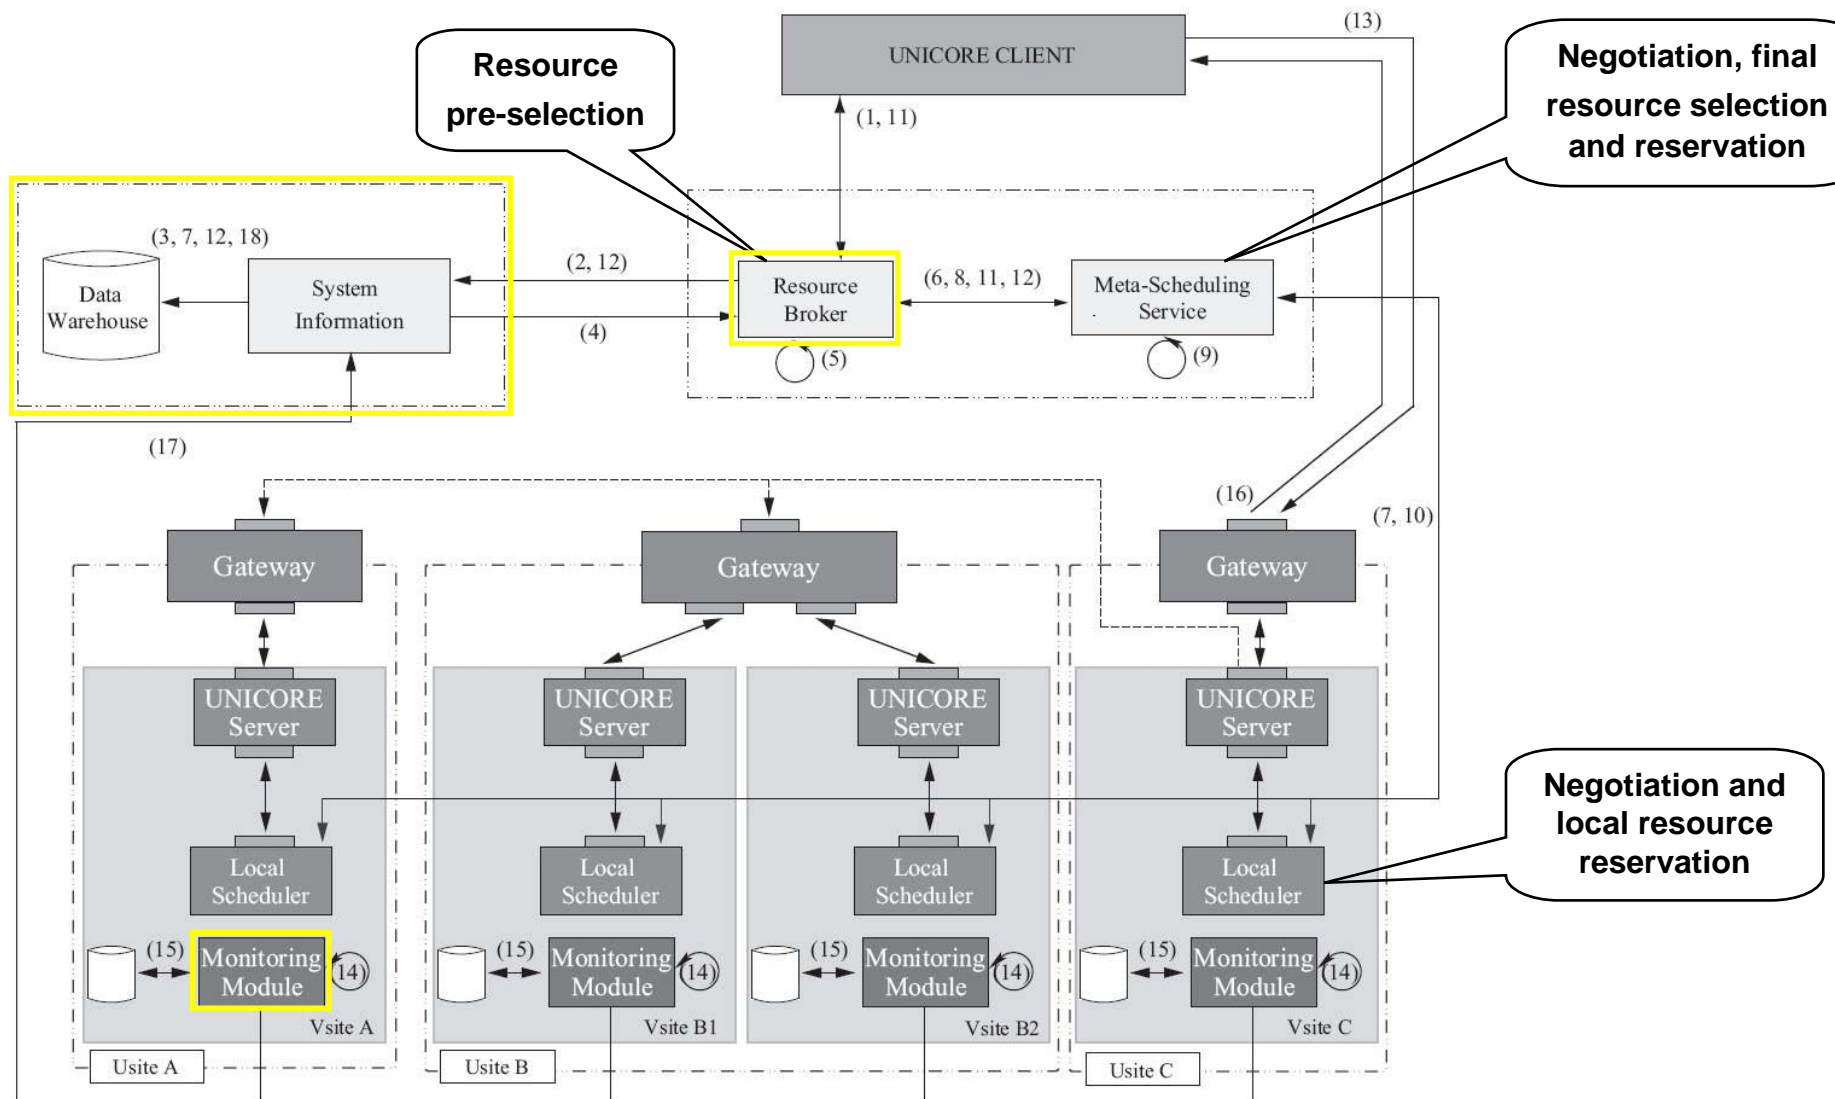 UNICORE CLIENT
(13)
Resource
pre-selection
Negotiation, final
resource selection
and reservation
(1, 11)
(3, 7, 12, 18)
Data
Warehouse
System
Information
(2, 12)
(4)
Resource
Broker
(5)
(6, 8, 11, 12)
Meta-Scheduling
Service
(9)
(17)
(16)
(7, 10)
Gateway
Gateway
Gateway
UNICORE
Server
UNICORE
Server
UNICORE
Server
UNICORE
Server
Negotiation and
local resource
reservation
Local
Scheduler
Local
Scheduler
Local
Scheduler
Local
Scheduler
(15)
Monitoring
Module
(14)
(15)
Monitoring
Module
(14)
(15)
Monitoring
Module
(14)
(15)
Monitoring
Module
(14)
Vsite A
Vsite B1
Vsite B2
Vsite C
Usite A
Usite B
Usite C